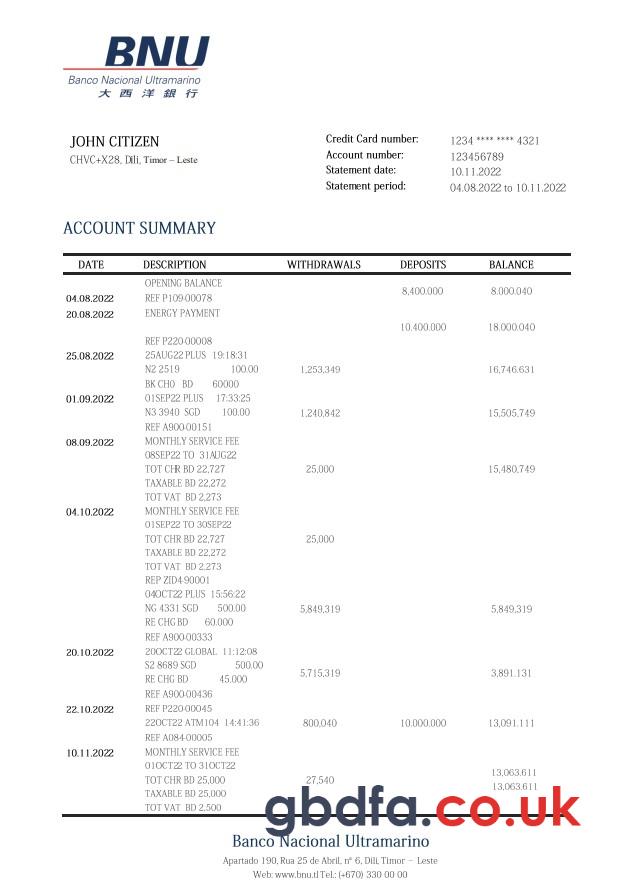 BNU
Banco Nacional Ultramarino
大西洋銀行
JOHN CITIZEN
CHVC+X28, Dili, Timor – Leste
Credit Card number: 1234 **** **** 4321
Account number: 123456789
Statement date: 10.11.2022
Statement period: 04.08.2022 to 10.11.2022
ACCOUNT SUMMARY
DATE DESCRIPTION WITHDRAWALS DEPOSITS BALANCE
OPENING BALANCE
8,400.000 8.000.040
04.08.2022 REF P109-00078
20.08.2022 ENERGY PAYMENT
10.400.000 18.000.040
REF P220-00008
25.08.2022 25AUG22 PLUS 19:18:31
N2 2519 100.00 1,253,349 16,746.631
BK CH0 BD 60000
01.09.2022 01SEP22 PLUS 17:33:25
N3 3940 SGD 100.00 1,240,842 15,505,749
REF A900-00151
08.09.2022 MONTHLY SERVICE FEE
08SEP22 TO 31AUG22
TOT CHR BD 22,727 25,000 15,480,749
TAXABLE BD 22,272
TOT VAT BD 2,273
04.10.2022 MONTHLY SERVICE FEE
01SEP22 TO 30SEP22
TOT CHR BD 22,727 25,000
TAXABLE BD 22,272
TOT VAT BD 2,273
REP ZID4-90001
04OCT22 PLUS 15:56:22
NG 4331 SGD 500.00 5,849,319 5,849,319
RE CHG BD 60.000
REF A900-00333
20.10.2022 20OCT22 GLOBAL 11:12:08
S2 8689 SGD 500.00
5,715,319 3,891.131
RE CHG BD 45.000
REF A900-00436
22.10.2022 REF P220-00045
22OCT22 ATM104 14:41:36 800,040 10.000.000 13,091.111
REF A084-00005
10.11.2022 MONTHLY SERVICE FEE
01OCT22 TO 31OCT22
13,063.611
TOT CHR BD 25,000 27,540
13,063.611
TAXABLE BD 25,000
TOT VAT BD 2,500
gbdfa.co.uk
Banco Nacional Ultramarino
Apartado 190, Rua 25 de Abril, nº 6, Dili, Timor – Leste
Web: www.bnu.tl Tel.: (+670) 330 00 00